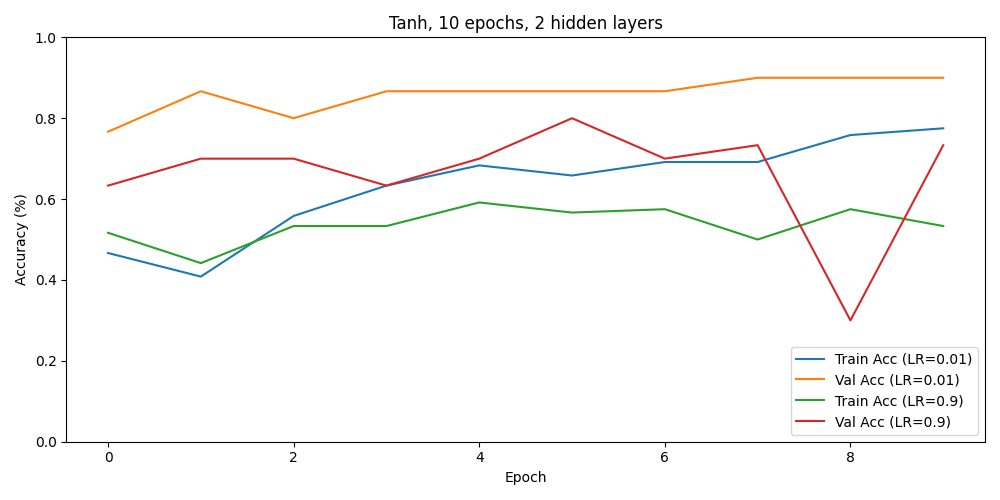 Tanh, 10 epochs, 2 hidden layers
1.0
0.8
0.6
0.4
0.2
0.0
Accuracy (%)
0 2 4 6 8
Epoch
Train Acc (LR=0.01)
Val Acc (LR=0.01)
Train Acc (LR=0.9)
Val Acc (LR=0.9)